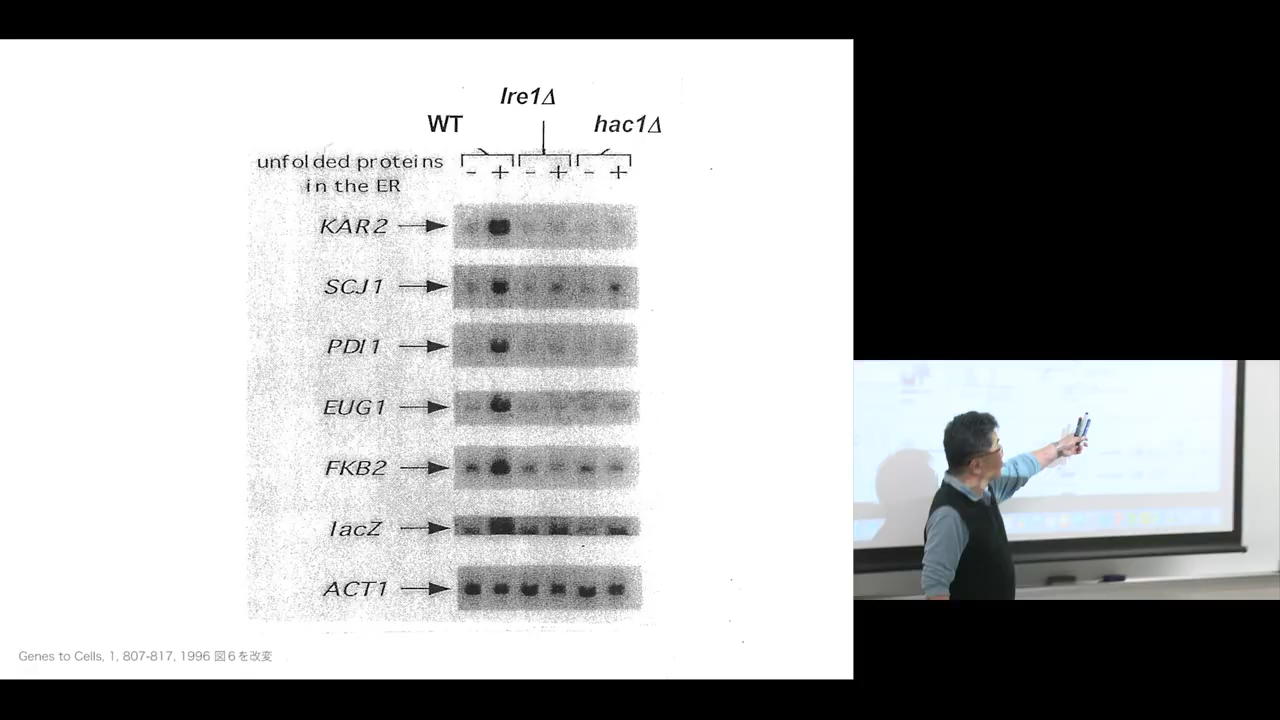 Ire1Δ
WT
hac1Δ
unfolded proteins
in the ER
- + - + - +
KAR2
SCJ1
PDI1
EUG1
FKB2
lacZ
ACT1
Genes to Cells, 1, 807-817, 1996 図6を改変